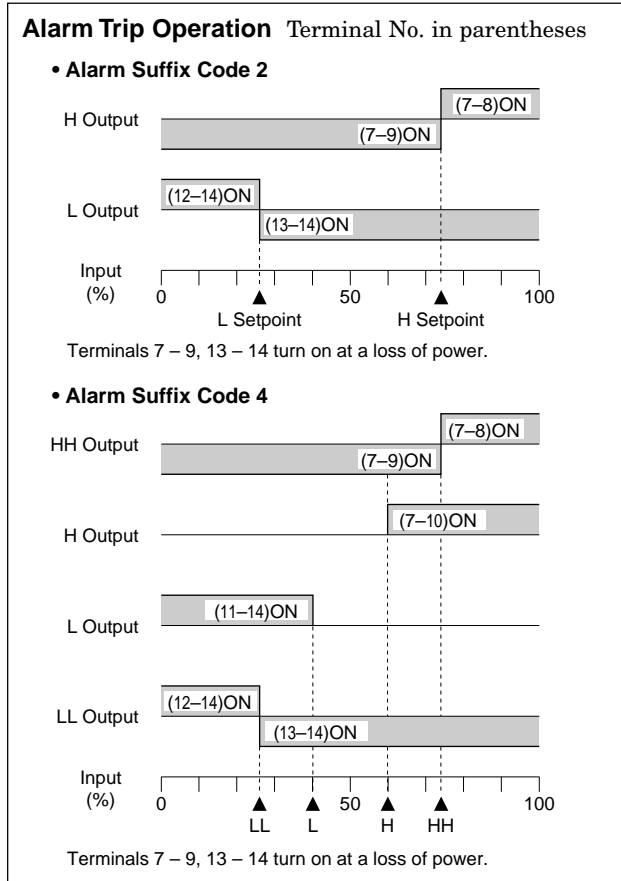 Alarm Trip Operation Terminal No. in parentheses
• Alarm Suffix Code 2
(7–8)ON
H Output
(7–9)ON
(12–14)ON
L Output
(13–14)ON
Input
(%)
0 50 100
L Setpoint H Setpoint
Terminals 7 – 9, 13 – 14 turn on at a loss of power.
• Alarm Suffix Code 4
(7–8)ON
HH Output
(7–9)ON
(7–10)ON
H Output
(11–14)ON
L Output
(12–14)ON
LL Output
(13–14)ON
Input
(%)
0 50 100
LL L H HH
Terminals 7 – 9, 13 – 14 turn on at a loss of power.